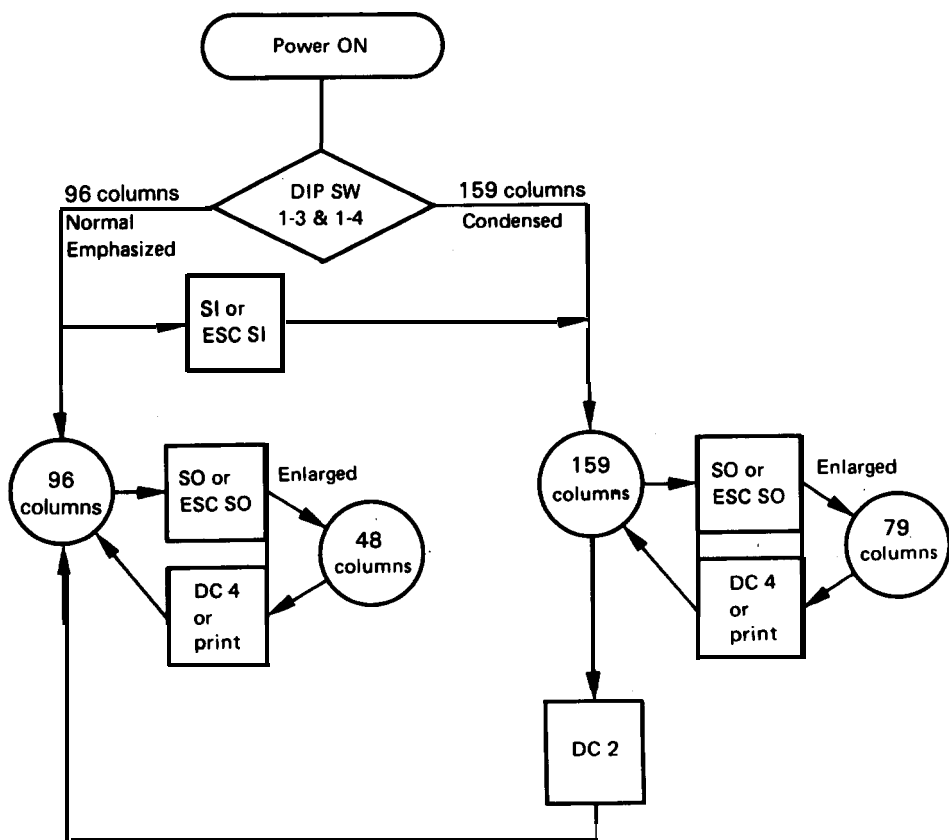 Power ON
DIP SW
1-3 & 1-4
96 columns
Normal
Emphasized
159 columns
Condensed
SI or
ESC SI
96
columns
SO or
ESC SO
Enlarged
48
columns
DC 4
or
print
159
columns
SO or
ESC SO
Enlarged
79
columns
DC 4
or
print
DC 2